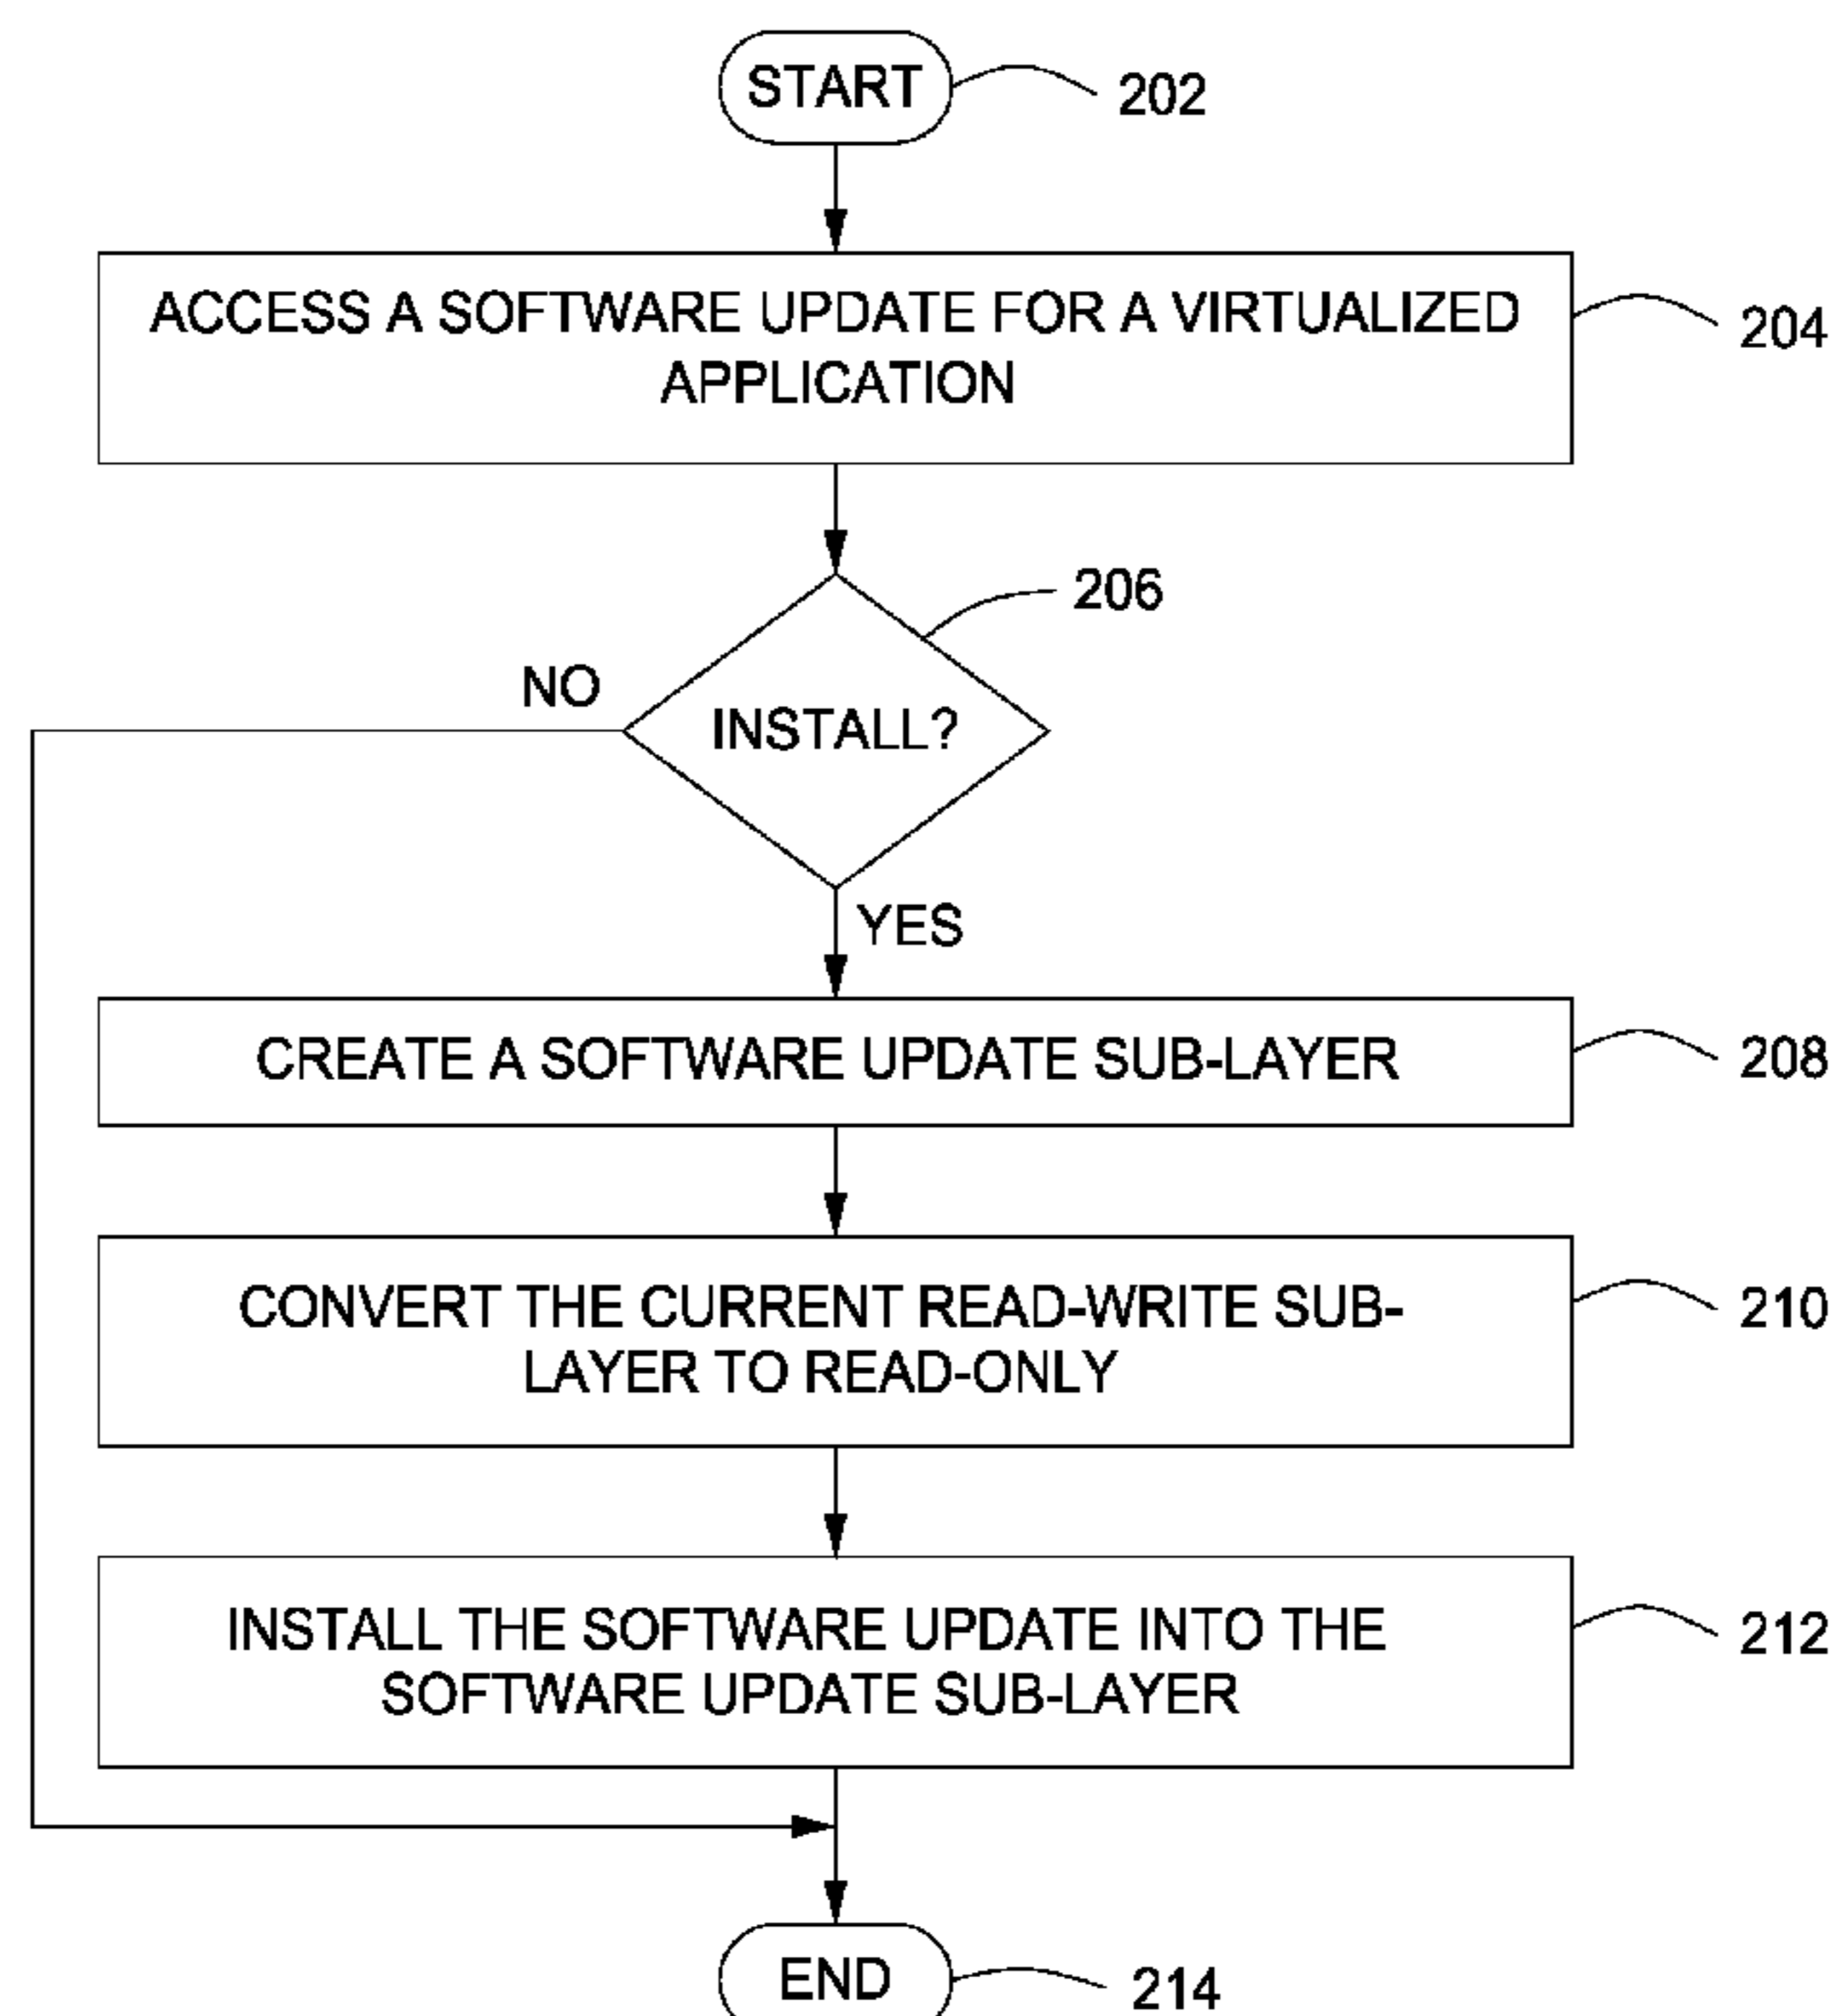 START
202
ACCESS A SOFTWARE UPDATE FOR A VIRTUALIZED
APPLICATION
204
206
NO
INSTALL?
YES
CREATE A SOFTWARE UPDATE SUB-LAYER
208
CONVERT THE CURRENT READ-WRITE SUB-
LAYER TO READ-ONLY
210
INSTALL THE SOFTWARE UPDATE INTO THE
SOFTWARE UPDATE SUB-LAYER
212
END
214